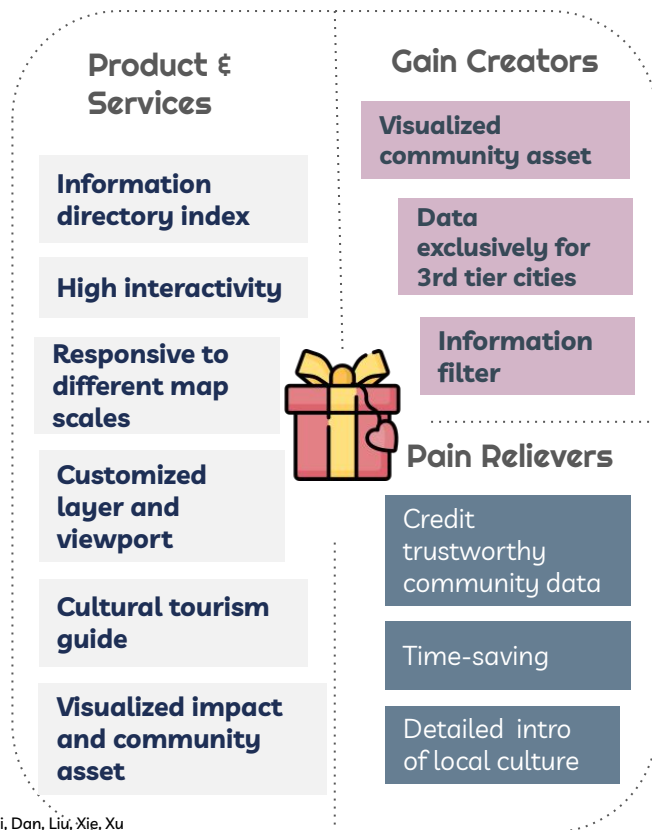 Product &
Services
Information
directory index
High interactivity
Responsive to
different map
scales
Customized
layer and
viewport
Cultural tourism
guide
Visualized impact
and community
asset
Gain Creators
Visualized
community asset
Data
exclusively for
3rd tier cities
Information
filter
Pain Relievers
Credit
trustworthy
community data
Time-saving
Detailed intro
of local culture
i, Dan, Liu, Xie, Xu